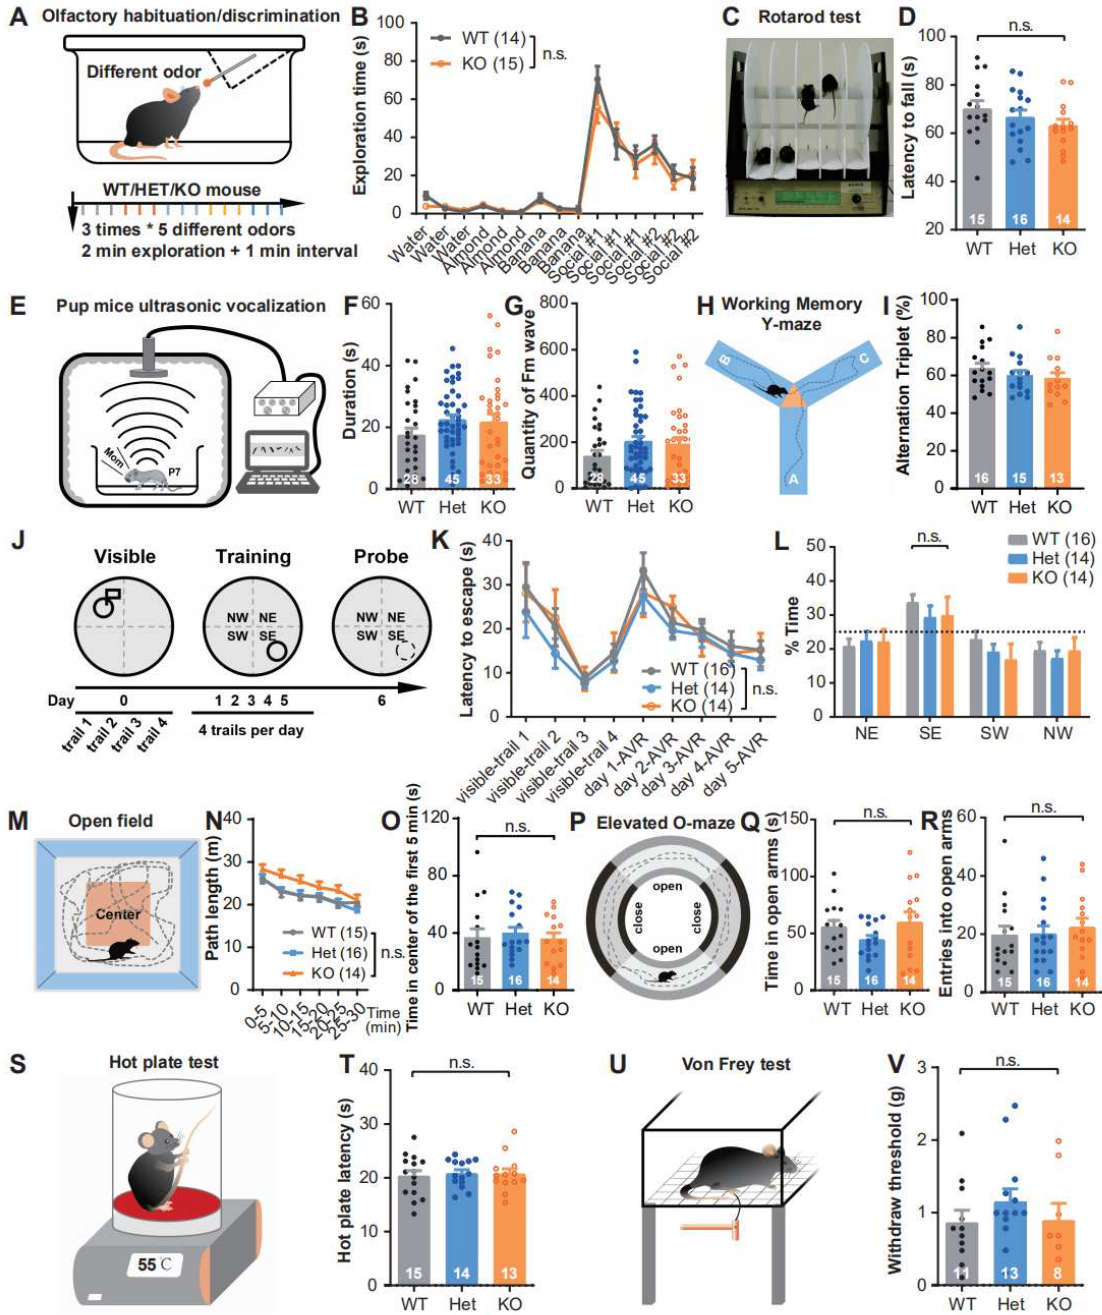 A Olfactory habituation/discrimination
Different odor
WT/HET/KO mouse
3 times * 5 different odors
2 min exploration + 1 min interval
B
Exploration time (s)
100
80
60
40
20
0
WT (14)
KO (15)
n.s.
Water
Water
Water
Almond
Almond
Almond
Banana
Banana
Banana
Social #1
Social #1
Social #1
Social #2
Social #2
Social #2
C Rotarod test
D
Latency to fall (s)
100
80
60
40
20
n.s.
15 16 14
WT Het KO
E Pup mice ultrasonic vocalization
Mom
P7
F
Duration (s)
60
40
20
0
28 45 33
WT Het KO
G
Quantity of Fm wave
800
600
400
200
0
28 45 33
WT Het KO
H Working Memory
Y-maze
B
C
A
I
Alternation Triplet (%)
100
80
60
40
20
0
16 15 13
WT Het KO
J
Visible Training Probe
NW NE
SW SE
NW NE
SW SE
Day 0 1 2 3 4 5 6
trail 1
trail 2
trail 3
trail 4
4 trails per day
K
Latency to escape (s)
40
30
20
10
0
WT (16)
Het (14)
KO (14)
n.s.
visible-trail 1
visible-trail 2
visible-trail 3
visible-trail 4
day 1-AVR
day 2-AVR
day 3-AVR
day 4-AVR
day 5-AVR
L
% Time
50
40
30
20
10
0
n.s.
WT (16)
Het (14)
KO (14)
NE SE SW NW
M Open field
Center
N
Path length (m)
40
30
20
10
0
WT (15)
Het (16)
KO (14)
n.s.
0-5
5-10
10-15
15-20
20-25
25-30
Time
(min)
O
Time in center of the first 5 min (s)
120
80
40
0
n.s.
15 16 14
WT Het KO
P Elevated O-maze
open
close
close
open
Q
Time in open arms (s)
150
100
50
0
n.s.
15 16 14
WT Het KO
R
Entries into open arms
60
40
20
0
n.s.
15 16 14
WT Het KO
S Hot plate test
55℃
T
Hot plate latency (s)
40
30
20
10
0
n.s.
15 14 13
WT Het KO
U Von Frey test
V
Withdraw threshold (g)
3
2
1
0
n.s.
11 13 8
WT Het KO